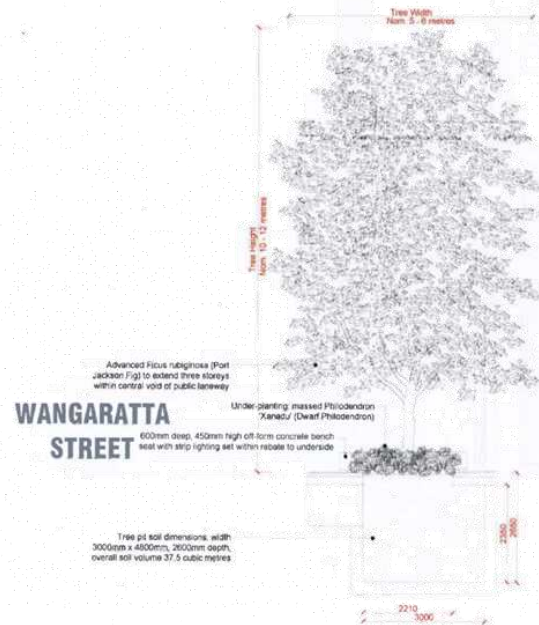 Tree Width
Nom. 5 - 6 metres
Tree Height
Nom. 10 - 12 metres
Advanced Ficus rubiginosa (Port
Jackson Fig) to extend three storeys
within central void of public laneway
WANGARATTA
STREET
Under-planting: massed Philodendron
'Xanadu' (Dwarf Philodendron)
600mm deep, 450mm high off-form concrete bench
seat with strip lighting set within rebate to underside
Tree pit soil dimensions, width
3000mm x 4800mm, 2600mm depth,
overall soil volume 37.5 cubic metres
2350
2650
2210
3000